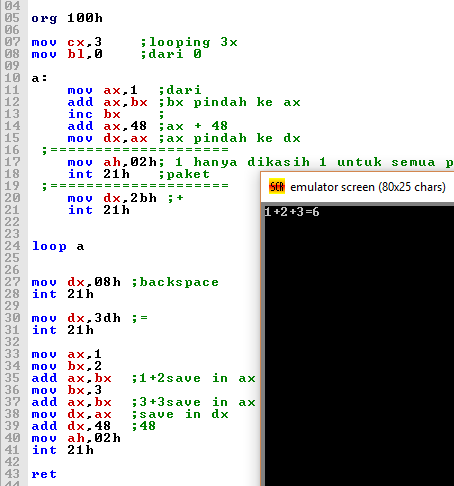 04
05 org 100h
06
07 mov cx,3 ;looping 3x
08 mov bl,0 ;dari 0
09
10 a:
11 mov ax,1 ;dari
12 add ax,bx ;bx pindah ke ax
13 inc bx ;
14 add ax,48 ;ax + 48
15 mov dx,ax ;ax pindah ke dx
16 ;=====================
17 mov ah,02h; 1 hanya dikasih 1 untuk semua p
18 int 21h ;paket
19 ;=====================
20 mov dx,2bh ;+
21 int 21h
22
23
24 loop a
25
26
27 mov dx,08h ;backspace
28 int 21h
29
30 mov dx,3dh ;=
31 int 21h
32
33 mov ax,1
34 mov bx,2
35 add ax,bx ;1+2save in ax
36 mov bx,3
37 add ax,bx ;3+3save in ax
38 mov dx,ax ;save in dx
39 add dx,48 ;48
40 mov ah,02h
41 int 21h
42
43 ret
44
emulator screen (80x25 chars)
1+2+3=6